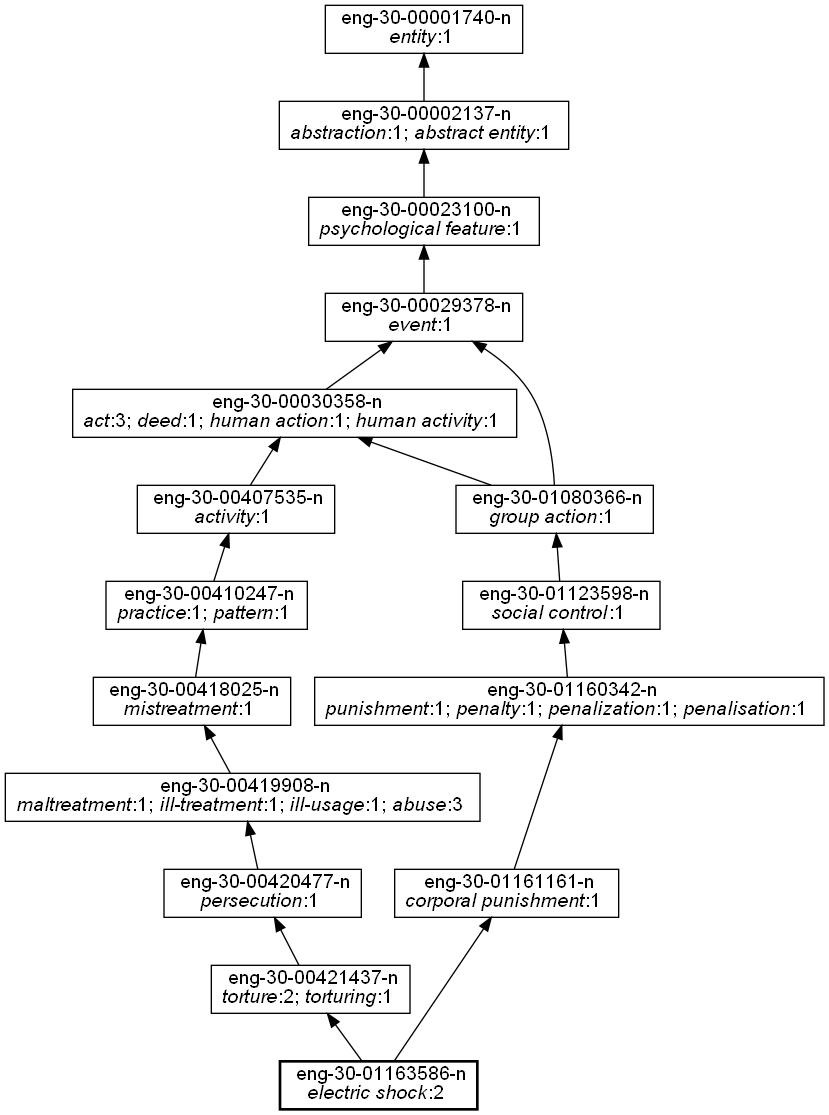 eng-30-00001740-n
entity:1
eng-30-00002137-n
abstraction:1; abstract entity:1
eng-30-00023100-n
psychological feature:1
eng-30-00029378-n
event:1
eng-30-00030358-n
act:3; deed:1; human action:1; human activity:1
eng-30-00407535-n
activity:1
eng-30-01080366-n
group action:1
eng-30-00410247-n
practice:1; pattern:1
eng-30-01123598-n
social control:1
eng-30-00418025-n
mistreatment:1
eng-30-01160342-n
punishment:1; penalty:1; penalization:1; penalisation:1
eng-30-00419908-n
maltreatment:1; ill-treatment:1; ill-usage:1; abuse:3
eng-30-00420477-n
persecution:1
eng-30-01161161-n
corporal punishment:1
eng-30-00421437-n
torture:2; torturing:1
eng-30-01163586-n
electric shock:2